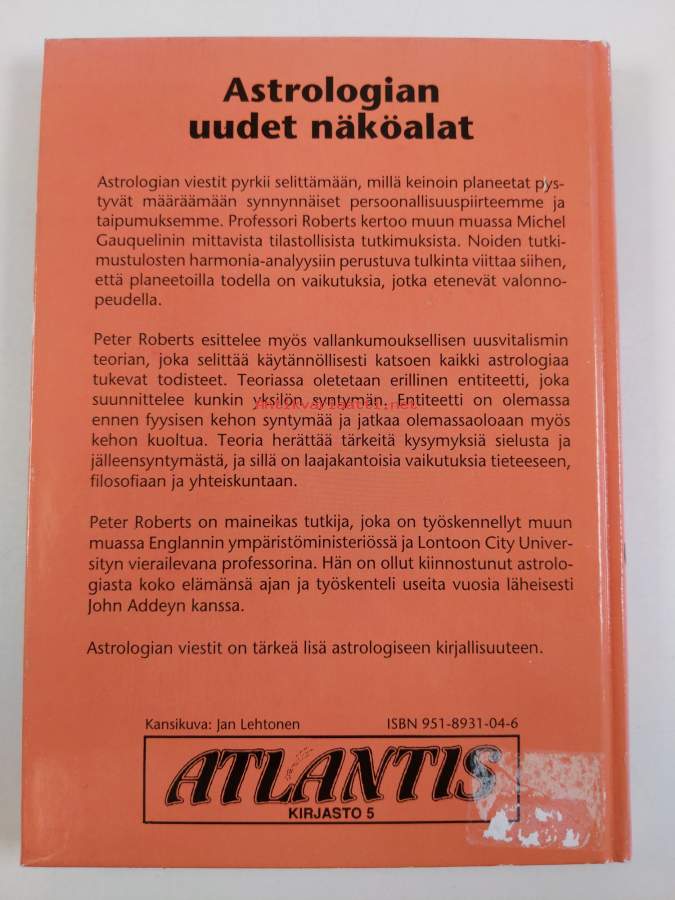 Astrologian
uudet näköalat
Astrologian viestit pyrkii selittämään, millä keinoin planeetat pys-
tyvät määräämään synnynnäiset persoonallisuuspiirteemme ja
taipumuksemme. Professori Roberts kertoo muun muassa Michel
Gauquelinin mittavista tilastollisista tutkimuksista. Noiden tutki-
mustulosten harmonia-analyysiin perustuva tulkinta viittaa siihen,
että planeetoilla todella on vaikutuksia, jotka etenevät valonno-
peudella.
Peter Roberts esittelee myös vallankumouksellisen uusvitalismin
teorian, joka selittää käytännöllisesti katsoen kaikki astrologiaa
tukevat todisteet. Teoriassa oletetaan erillinen entiteetti, joka
suunnittelee kunkin yksilön syntymän. Entiteetti on olemassa
Antikvariaatti.net
ennen fyysisen kehon syntymää ja jatkaa olemassaoloaan myös
kehon kuoltua. Teoria herättää tärkeitä kysymyksiä sielusta ja
jälleensyntymästä, ja sillä on laajakantoisia vaikutuksia tieteeseen,
filosofiaan ja yhteiskuntaan.
Peter Roberts on maineikas tutkija, joka on työskennellyt muun
muassa Englannin ympäristöministeriössä ja Lontoon City Univer-
sityn vierailevana professorina. Hän on ollut kiinnostunut astrolo-
giasta koko elämänsä ajan ja työskenteli useita vuosia läheisesti
John Addeyn kanssa.
Astrologian viestit on tärkeä lisä astrologiseen kirjallisuuteen.
Kansikuva: Jan Lehtonen ISBN 951-8931-04-6
ATLANTIS
KIRJASTO 5